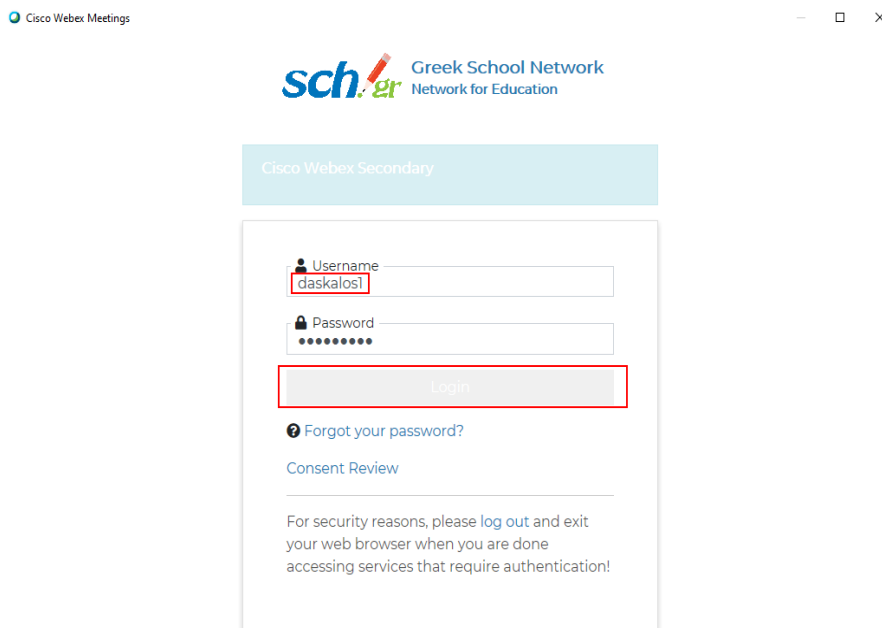 Cisco Webex Meetings
sch.gr
Greek School Network
Network for Education
Cisco Webex Secondary
Username
daskalos1
Password
•••••••••
Login
Forgot your password?
Consent Review
For security reasons, please log out and exit
your web browser when you are done
accessing services that require authentication!